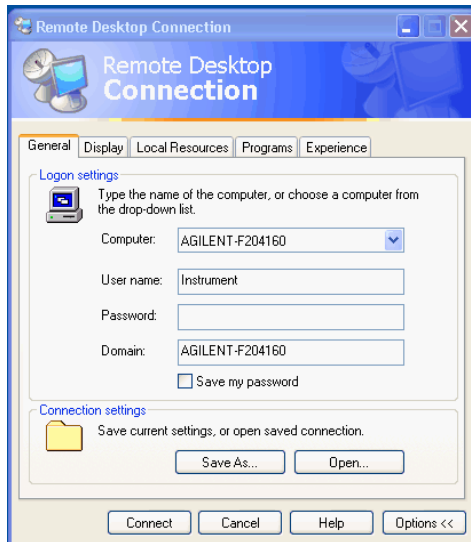 Remote Desktop Connection
Remote Desktop
Connection
General Display Local Resources Programs Experience
Logon settings
Type the name of the computer, or choose a computer from
the drop-down list.
Computer: AGILENT-F204160
User name: Instrument
Password:
Domain: AGILENT-F204160
Save my password
Connection settings
Save current settings, or open saved connection.
Save As... Open...
Connect Cancel Help Options <<